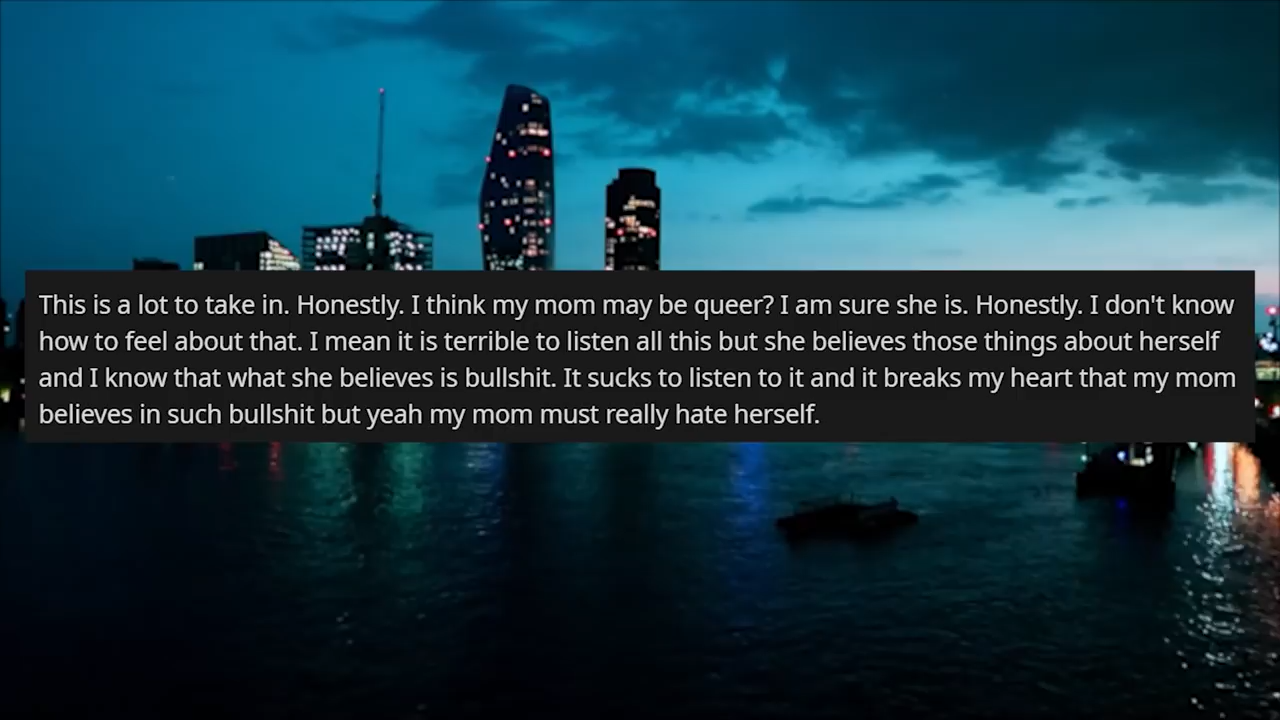 This is a lot to take in. Honestly. I think my mom may be queer? I am sure she is. Honestly. I don't know
how to feel about that. I mean it is terrible to listen all this but she believes those things about herself
and I know that what she believes is bullshit. It sucks to listen to it and it breaks my heart that my mom
believes in such bullshit but yeah my mom must really hate herself.